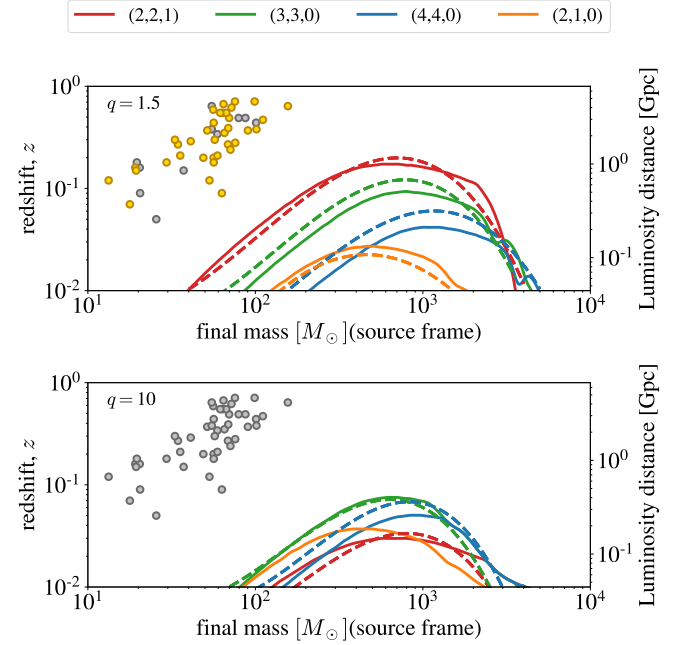 (2,2,1) (3,3,0) (4,4,0) (2,1,0)
q = 1.5
redshift, z
10^0
10^{-1}
10^{-2}
Luminosity distance [Gpc]
10^0
10^{-1}
10^1 10^2 10^3 10^4
final mass [M_⊙](source frame)
q = 10
redshift, z
10^0
10^{-1}
10^{-2}
Luminosity distance [Gpc]
10^0
10^{-1}
10^1 10^2 10^3 10^4
final mass [M_⊙](source frame)